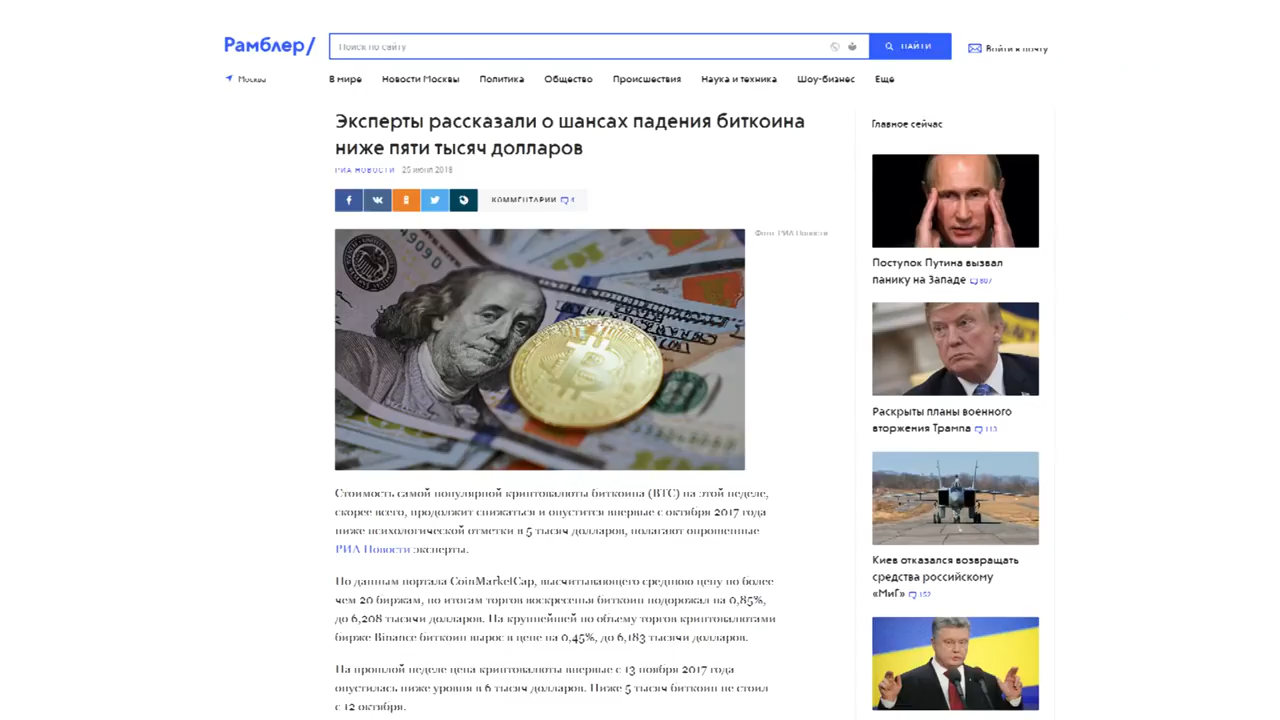 Рамблер/
Поиск по сайту
НАЙТИ
Войти в почту
Москва
В мире
Новости Москвы
Политика
Общество
Происшествия
Наука и техника
Шоу-бизнес
Еще
Эксперты рассказали о шансах падения биткоина
ниже пяти тысяч долларов
РИА НОВОСТИ 25 июня 2018
КОММЕНТАРИИ 4
Фото: РИА Новости
49090
Стоимость самой популярной криптовалюты биткоина (BTC) на этой неделе,
скорее всего, продолжит снижаться и опустится впервые с октября 2017 года
ниже психологической отметки в 5 тысяч долларов, полагают опрошенные
РИА Новости эксперты.
По данным портала CoinMarketCap, высчитывающего среднюю цену по более
чем 20 биржам, по итогам торгов воскресенья биткоин подорожал на 0,85%,
до 6,208 тысячи долларов. На крупнейшей по объему торгов криптовалютами
бирже Binance биткоин вырос в цене на 0,45%, до 6,183 тысячи долларов.
На прошлой неделе цена криптовалюты впервые с 13 ноября 2017 года
опустилась ниже уровня в 6 тысяч долларов. Ниже 5 тысяч биткоин не стоил
с 12 октября.
Главное сейчас
Поступок Путина вызвал
панику на Западе 807
Раскрыты планы военного
вторжения Трампа 113
Киев отказался возвращать
средства российскому
«МиГ» 152